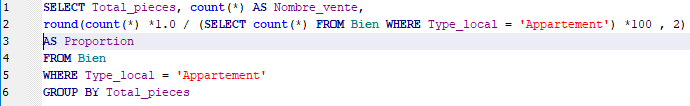 1 SELECT Total_pieces, count(*) AS Nombre_vente,
2 round(count(*) *1.0 / (SELECT count(*) FROM Bien WHERE Type_local = 'Appartement') *100 , 2)
3 AS Proportion
4 FROM Bien
5 WHERE Type_local = 'Appartement'
6 GROUP BY Total_pieces